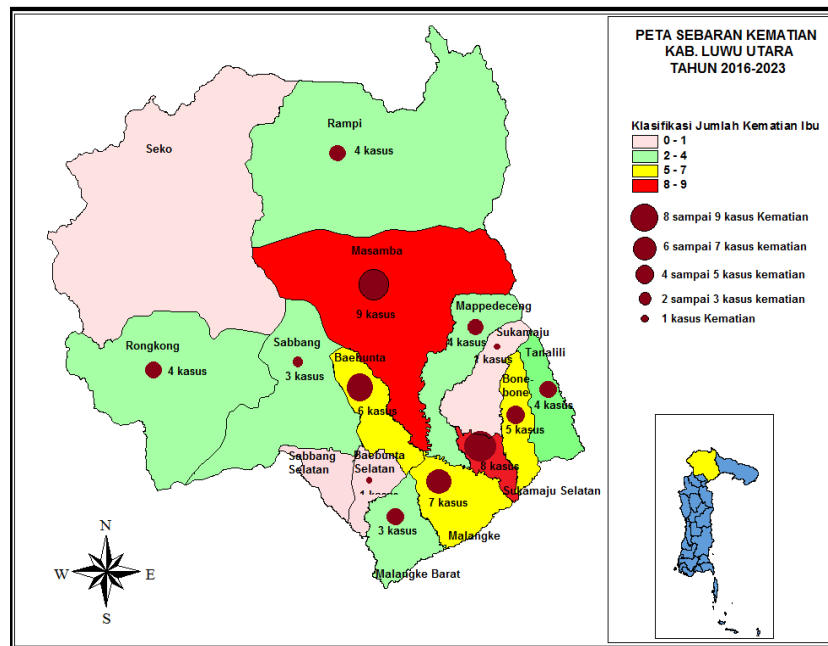 PETA SEBARAN KEMATIAN
KAB. LUWU UTARA
TAHUN 2016-2023
Klasifikasi Jumlah Kematian Ibu
0 - 1
2 - 4
5 - 7
8 - 9
8 sampai 9 kasus Kematian
6 sampai 7 kasus kematian
4 sampai 5 kasus kematian
2 sampai 3 kasus kematian
1 kasus Kematian
Rampi
4 kasus
Seko
Masamba
9 kasus
Mappedeceng
4 kasus
Sukamaju
1 kasus
Tanalili
4 kasus
Rongkong
4 kasus
Sabbang
3 kasus
Baebunta
6 kasus
Bone-
bone
5 kasus
Sabbang
Selatan
Baebunta
Selatan
1 kasus
8 kasus
Sukamaju Selatan
7 kasus
Malangke
3 kasus
Malangke Barat
N
W
E
S